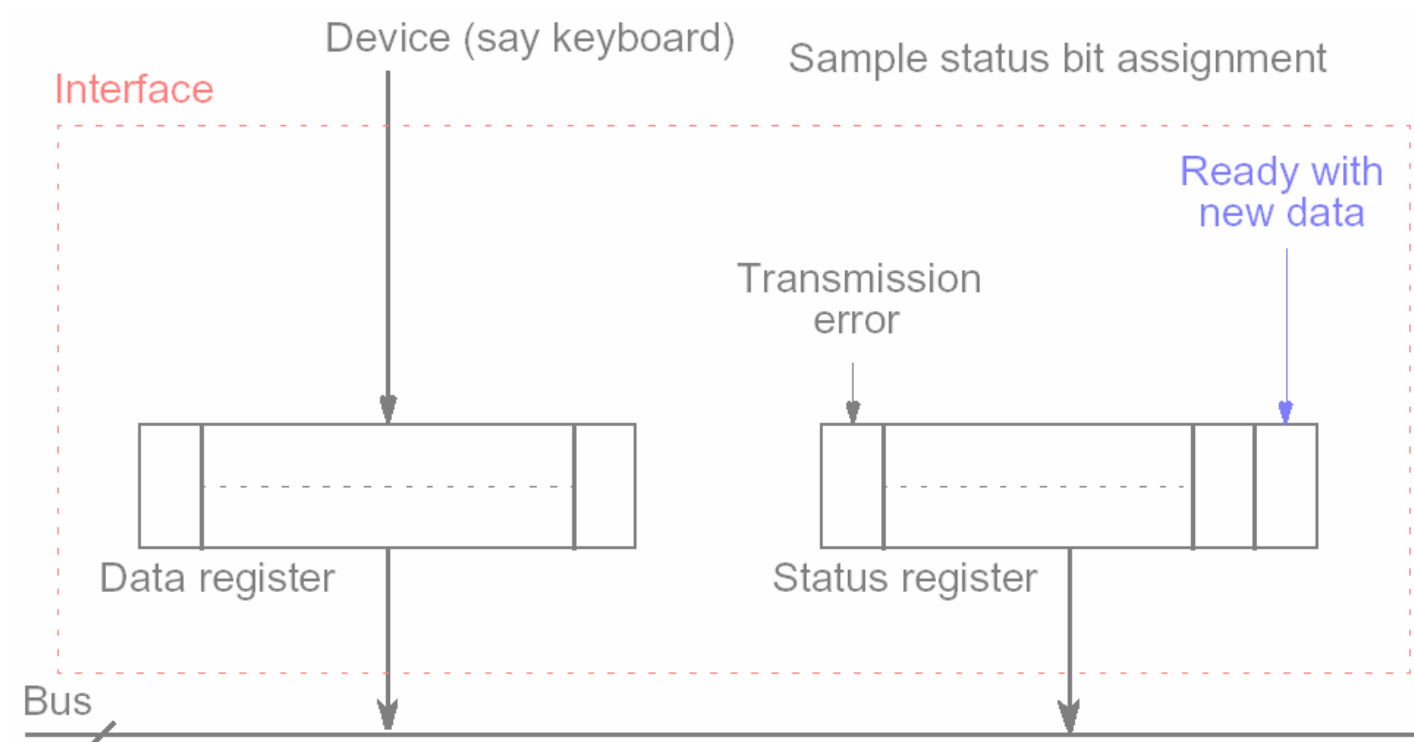 Device (say keyboard)
Sample status bit assignment
Interface
Ready with
new data
Transmission
error
Data register
Status register
Bus